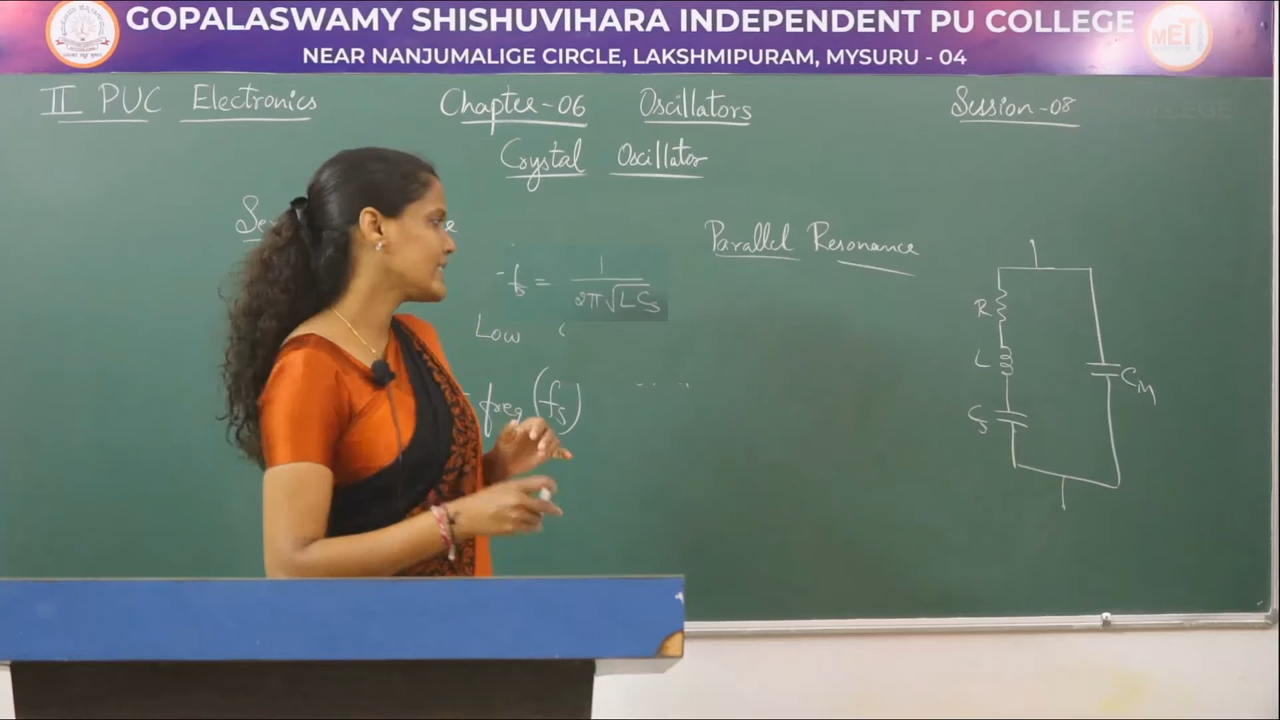 GOPALASWAMY SHISHUVIHARA INDEPENDENT PU COLLEGE
MET
NEAR NANJUMALIGE CIRCLE, LAKSHMIPURAM, MYSURU - 04
II PUC Electronics
Chapter-06 Oscillators
Session-08
Crystal Oscillator
Parallel Resonance
fs = 1 / 2π√LCs
Low
freq (fs)
R
L
Cs
CM